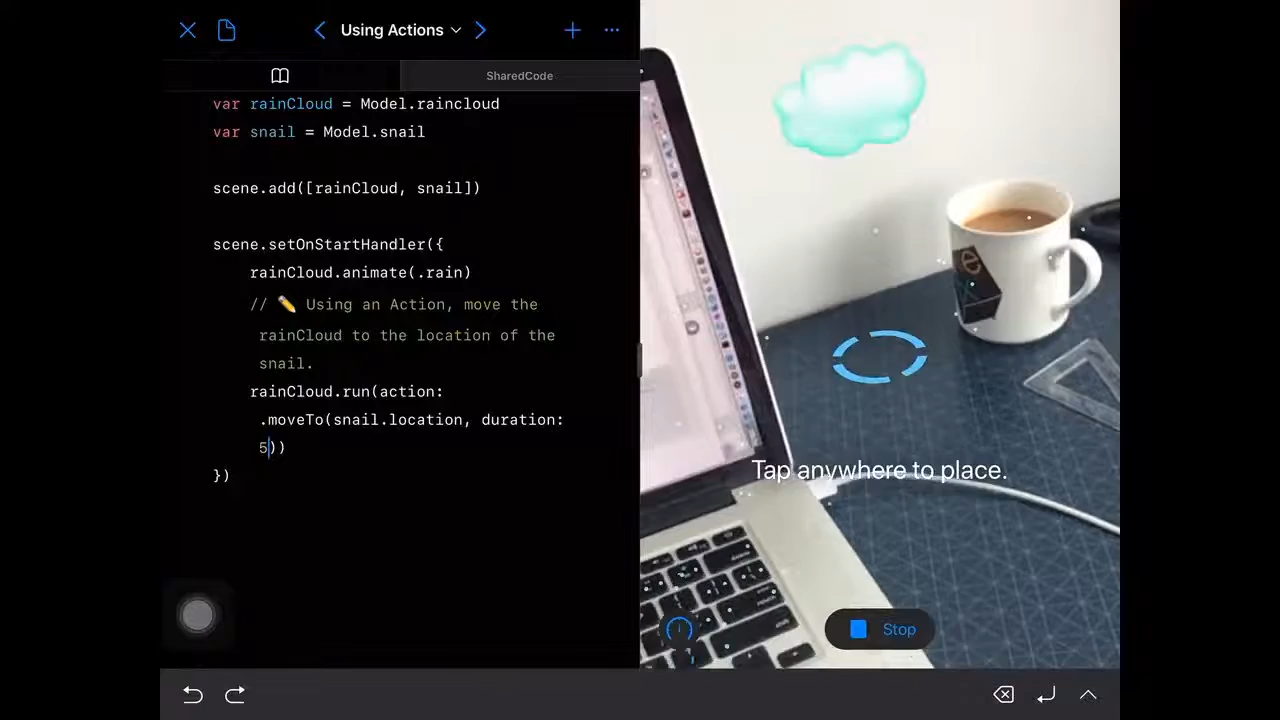 Using Actions
SharedCode
var rainCloud = Model.raincloud
var snail = Model.snail
scene.add([rainCloud, snail])
scene.setOnStartHandler({
rainCloud.animate(.rain)
// ✏️ Using an Action, move the
rainCloud to the location of the
snail.
rainCloud.run(action:
.moveTo(snail.location, duration:
5))
})
e
Tap anywhere to place.
Stop